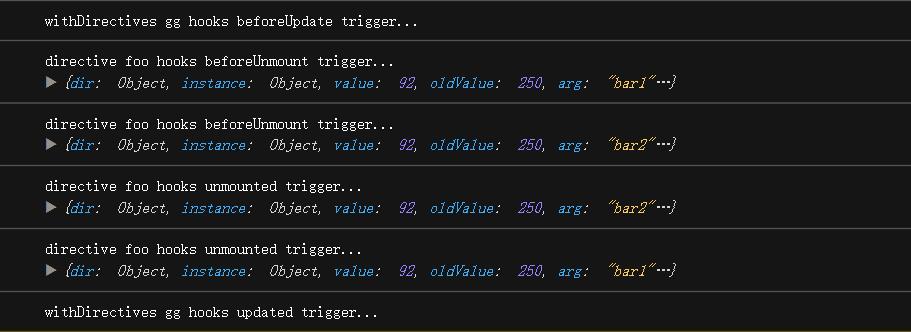 withDirectives gg hooks beforeUpdate trigger...
directive foo hooks beforeUnmount trigger...
▶ {dir: Object, instance: Object, value: 92, oldValue: 250, arg: "bar1"…}
directive foo hooks beforeUnmount trigger...
▶ {dir: Object, instance: Object, value: 92, oldValue: 250, arg: "bar2"…}
directive foo hooks unmounted trigger...
▶ {dir: Object, instance: Object, value: 92, oldValue: 250, arg: "bar2"…}
directive foo hooks unmounted trigger...
▶ {dir: Object, instance: Object, value: 92, oldValue: 250, arg: "bar1"…}
withDirectives gg hooks updated trigger...